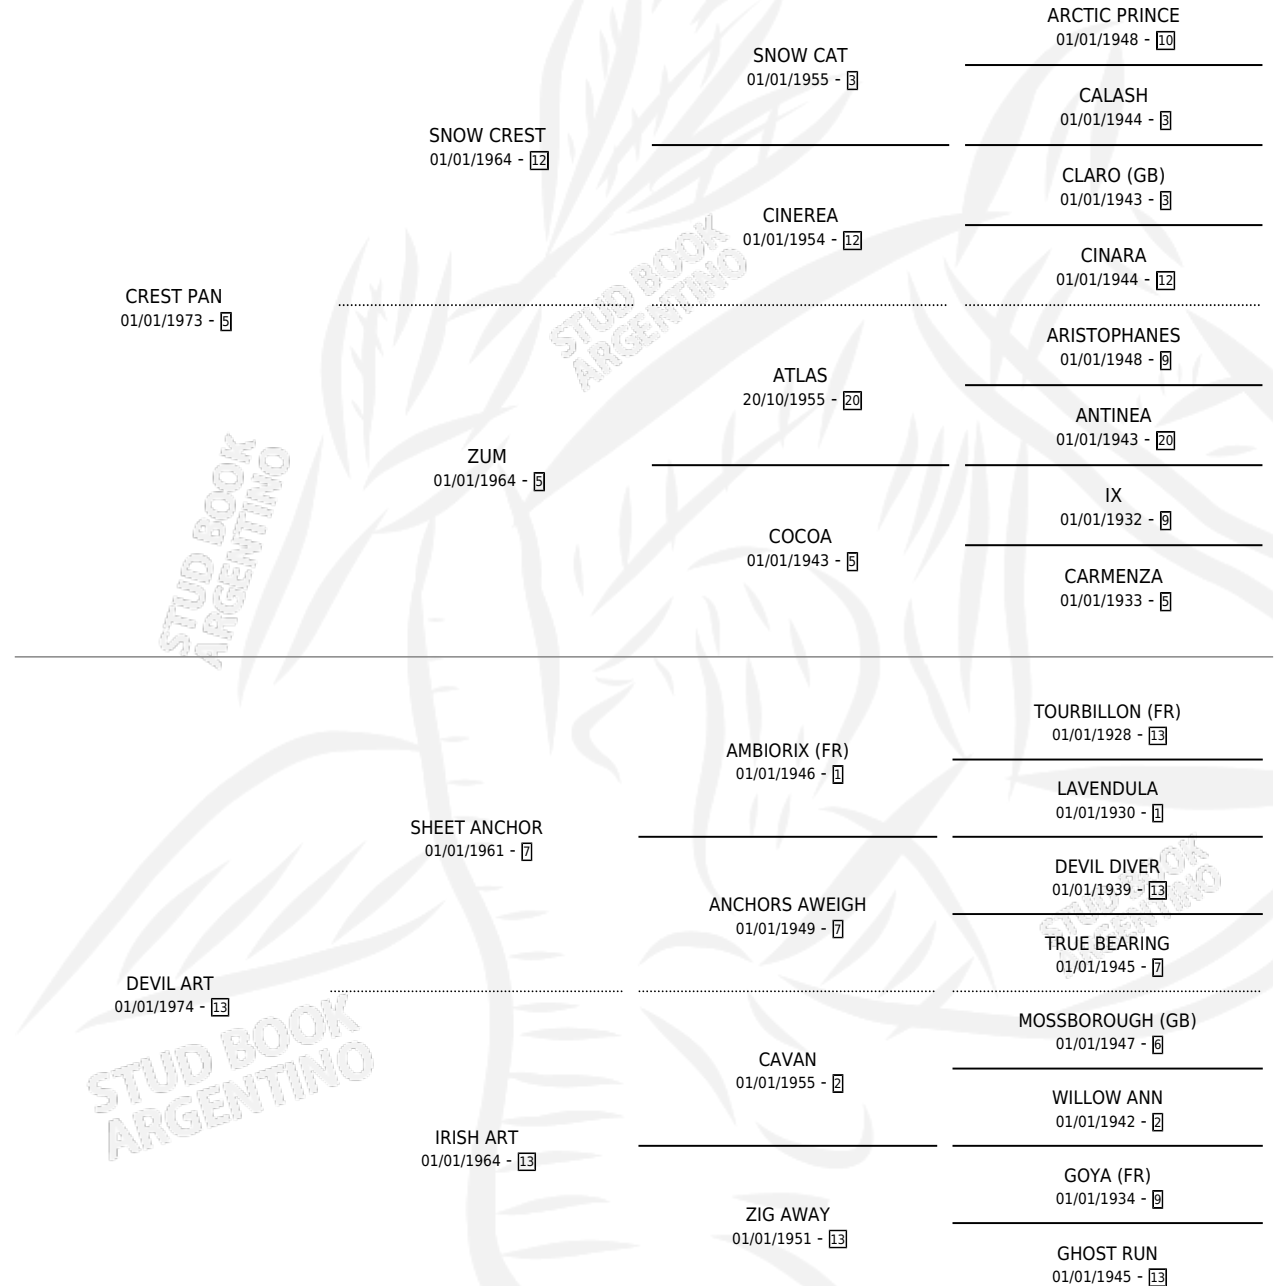 ARCTIC PRINCE
01/01/1948 - 10
SNOW CAT
01/01/1955 - 3
CALASH
01/01/1944 - 3
SNOW CREST
01/01/1964 - 12
CLARO (GB)
01/01/1943 - 3
CINEREA
01/01/1954 - 12
CINARA
01/01/1944 - 12
CREST PAN
01/01/1973 - 5
ARISTOPHANES
01/01/1948 - 9
ATLAS
20/10/1955 - 20
ANTINEA
01/01/1943 - 20
ZUM
01/01/1964 - 5
IX
01/01/1932 - 9
COCOA
01/01/1943 - 5
CARMENZA
01/01/1933 - 5
STUD BOOK
ARGENTINO
STUD BOOK
ARGENTINO
TOURBILLON (FR)
01/01/1928 - 13
AMBIORIX (FR)
01/01/1946 - 1
LAVENDULA
01/01/1930 - 1
SHEET ANCHOR
01/01/1961 - 7
DEVIL DIVER
01/01/1939 - 13
ANCHORS AWEIGH
01/01/1949 - 7
TRUE BEARING
01/01/1945 - 7
DEVIL ART
01/01/1974 - 13
MOSSBOROUGH (GB)
01/01/1947 - 6
CAVAN
01/01/1955 - 2
WILLOW ANN
01/01/1942 - 2
IRISH ART
01/01/1964 - 13
GOYA (FR)
01/01/1934 - 9
ZIG AWAY
01/01/1951 - 13
GHOST RUN
01/01/1945 - 13
STUD BOOK
ARGENTINO
STUD BOOK
ARGENTINO